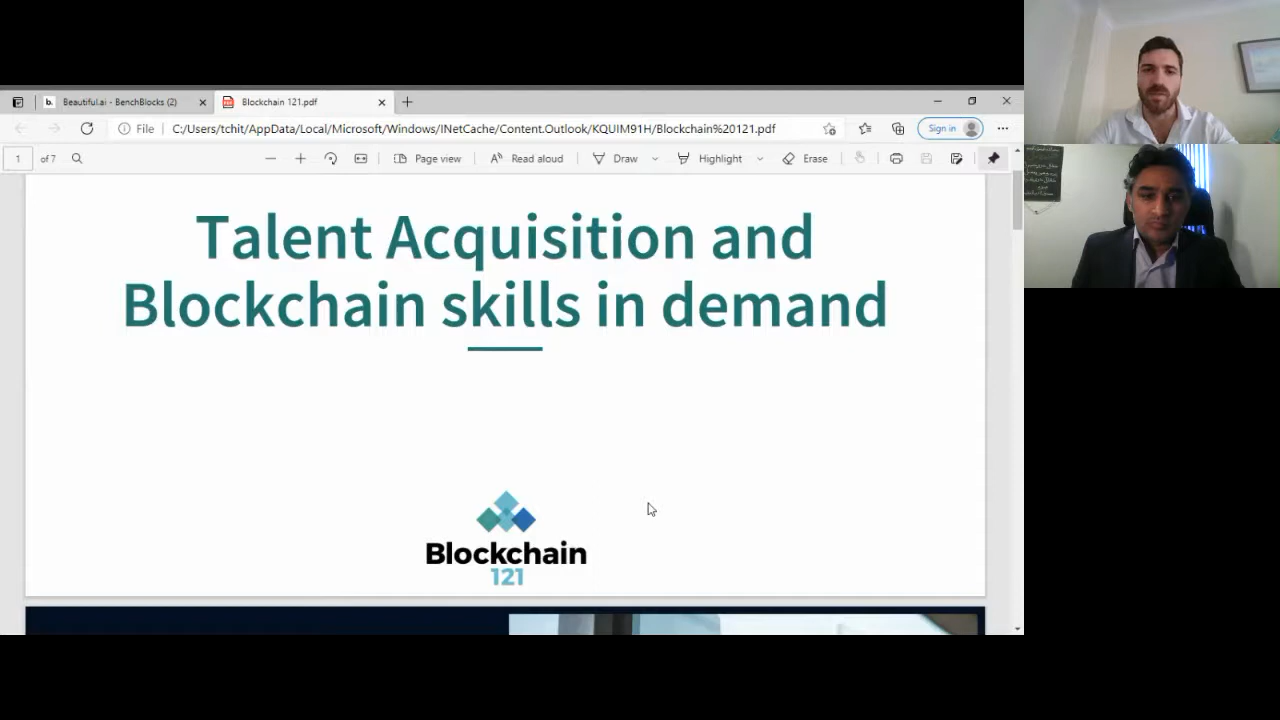 Beautiful.ai - BenchBlocks (2)
Blockchain 121.pdf
File
C:/Users/tchit/AppData/Local/Microsoft/Windows/INetCache/Content.Outlook/KQUIM91H/Blockchain%20121.pdf
Sign in
1 of 7
Page view
Read aloud
Draw
Highlight
Erase
Talent Acquisition and
Blockchain skills in demand
Blockchain
121